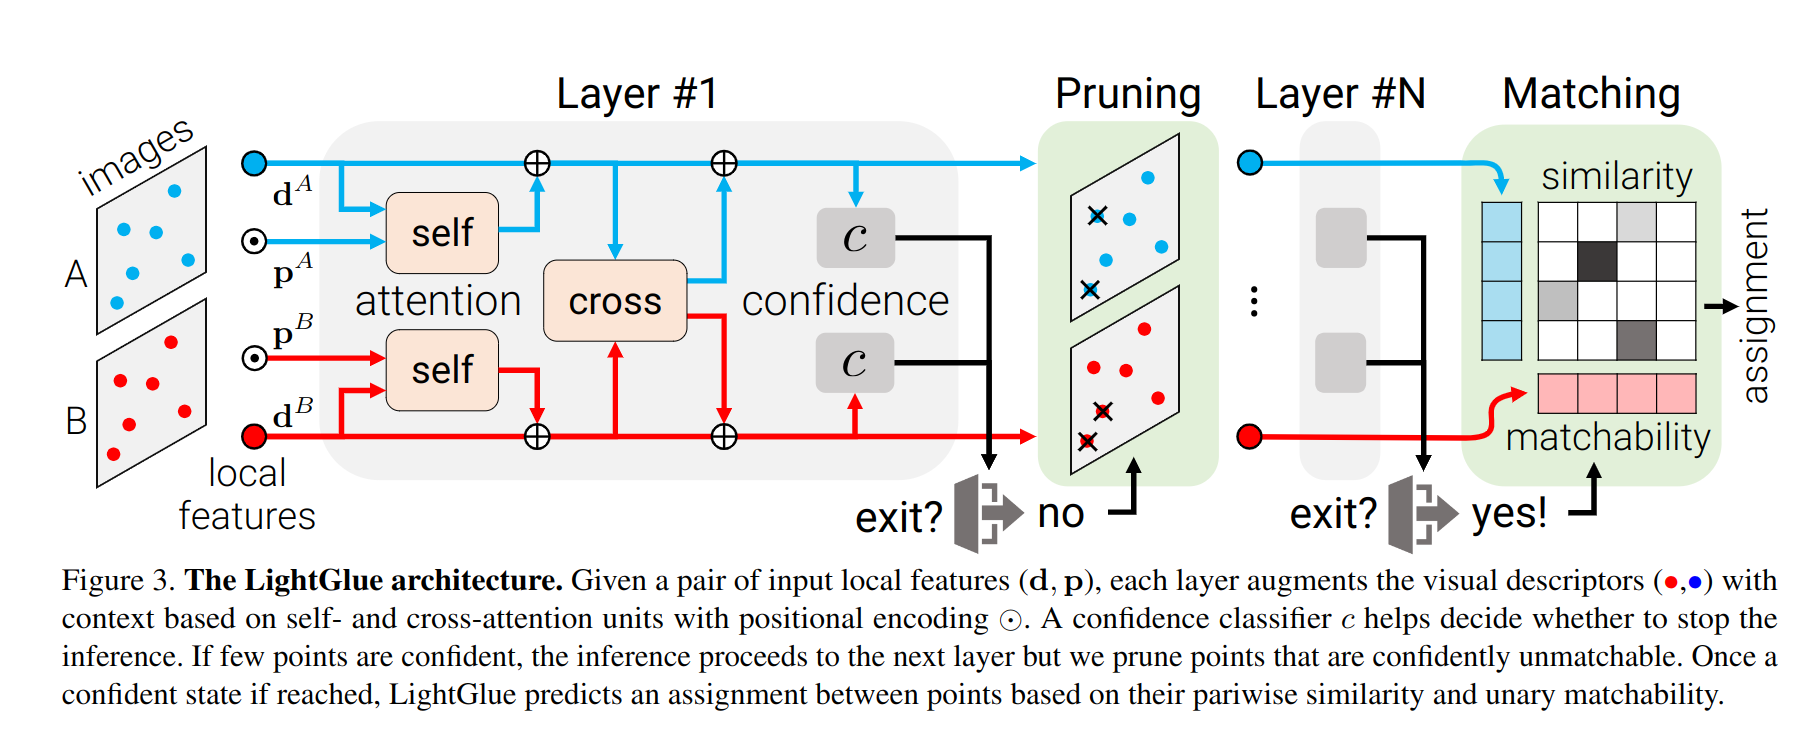 Layer #1
Pruning
Layer #N
Matching
images
A
B
d^A
p^A
p^B
d^B
local
features
self
attention
self
cross
confidence
c
c
exit?
no
⋮
exit?
yes!
similarity
matchability
assignment
Figure 3. The LightGlue architecture. Given a pair of input local features (d, p), each layer augments the visual descriptors (●,●) with
context based on self- and cross-attention units with positional encoding ⊙. A confidence classifier c helps decide whether to stop the
inference. If few points are confident, the inference proceeds to the next layer but we prune points that are confidently unmatchable. Once a
confident state if reached, LightGlue predicts an assignment between points based on their pariwise similarity and unary matchability.